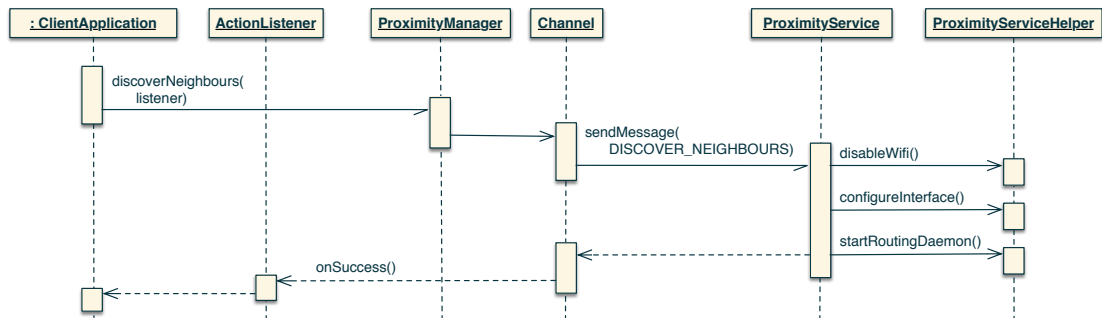 : ClientApplication
ActionListener
ProximityManager
Channel
ProximityService
ProximityServiceHelper
discoverNeighbours(
listener)
sendMessage(
DISCOVER_NEIGHBOURS)
disableWifi()
configureInterface()
startRoutingDaemon()
onSuccess()